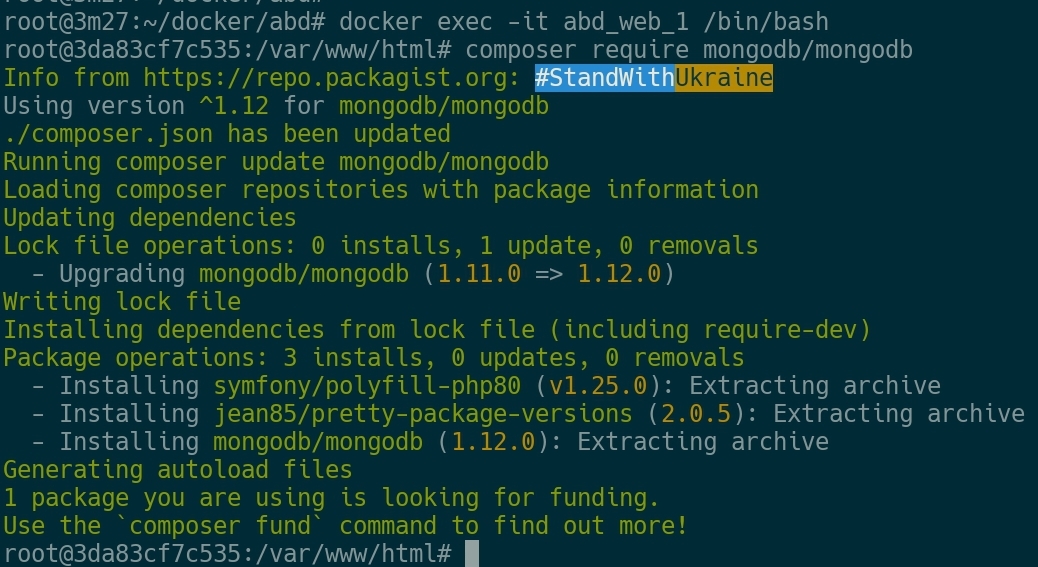 root@3m27:~/docker/abd#
root@3m27:~/docker/abd# docker exec -it abd_web_1 /bin/bash
root@3da83cf7c535:/var/www/html# composer require mongodb/mongodb
Info from https://repo.packagist.org: #StandWithUkraine
Using version ^1.12 for mongodb/mongodb
./composer.json has been updated
Running composer update mongodb/mongodb
Loading composer repositories with package information
Updating dependencies
Lock file operations: 0 installs, 1 update, 0 removals
  - Upgrading mongodb/mongodb (1.11.0 => 1.12.0)
Writing lock file
Installing dependencies from lock file (including require-dev)
Package operations: 3 installs, 0 updates, 0 removals
  - Installing symfony/polyfill-php80 (v1.25.0): Extracting archive
  - Installing jean85/pretty-package-versions (2.0.5): Extracting archive
  - Installing mongodb/mongodb (1.12.0): Extracting archive
Generating autoload files
1 package you are using is looking for funding.
Use the `composer fund` command to find out more!
root@3da83cf7c535:/var/www/html#